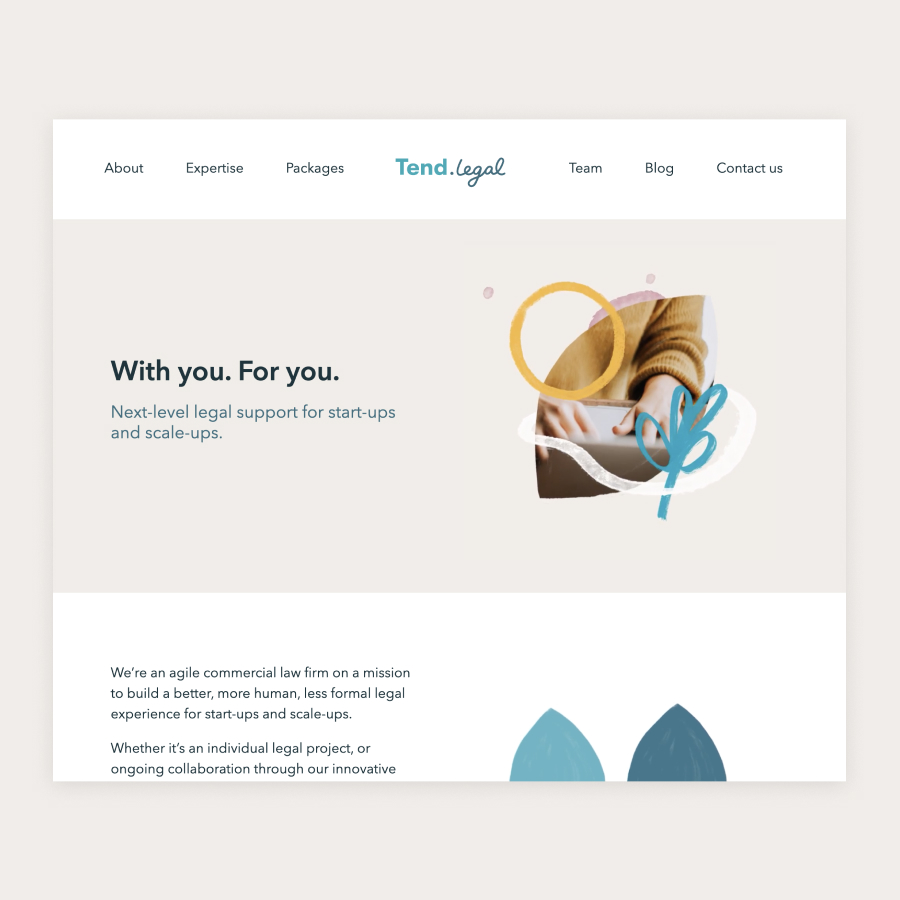 About Expertise Packages Tend.legal Team Blog Contact us
With you. For you.
Next-level legal support for start-ups
and scale-ups.
We’re an agile commercial law firm on a mission
to build a better, more human, less formal legal
experience for start-ups and scale-ups.
Whether it’s an individual legal project, or
ongoing collaboration through our innovative